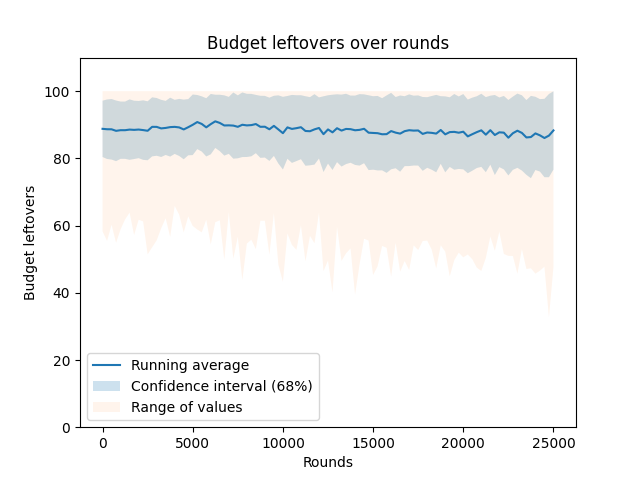 Budget leftovers over rounds
Budget leftovers
100
80
60
40
20
0
Running average
Confidence interval (68%)
Range of values
0 5000 10000 15000 20000 25000
Rounds